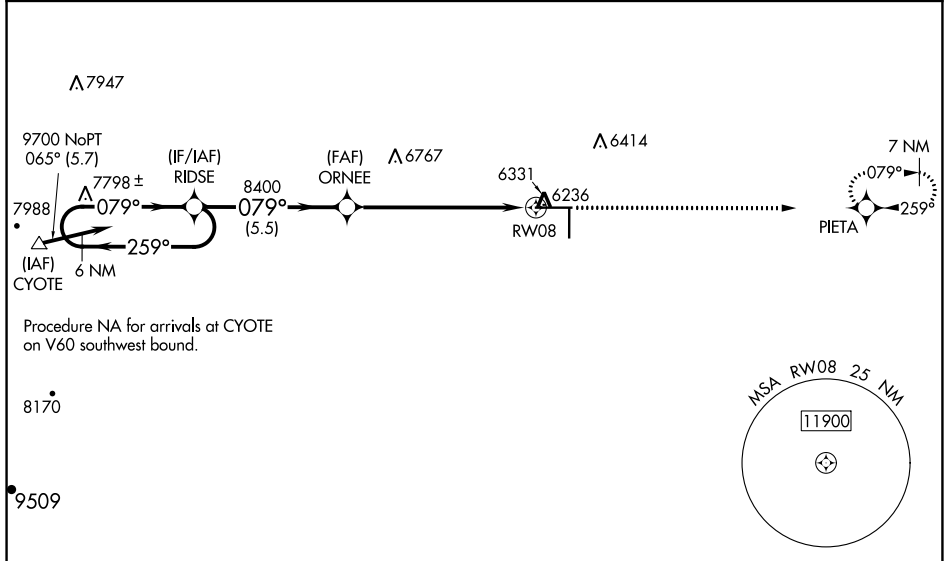 7947
9700 NoPT
065° (5.7)
(IF/IAF)
RIDSE
(FAF)
ORNEE
6767
6414
7 NM
7798 ±
079°
8400
079°
(5.5)
6331
6236
079°
259°
7988
259°
6 NM
(IAF)
CYOTE
RW08
PIETA
Procedure NA for arrivals at CYOTE
on V60 southwest bound.
8170
9509
MSA RW08 25 NM
11900